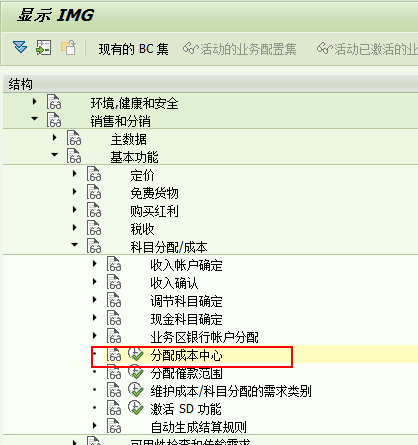 显示 IMG
现有的 BC 集 活动的业务配置集 活动已激活的业
结构
环境,健康和安全
销售和分销
主数据
基本功能
定价
免费货物
购买红利
税收
科目分配/成本
收入帐户确定
收入确认
调节科目确定
现金科目确定
业务区银行帐户分配
分配成本中心
分配催款范围
维护成本/科目分配的需求类别
激活 SD 功能
自动生成结算规则
可用性检查和传输需求